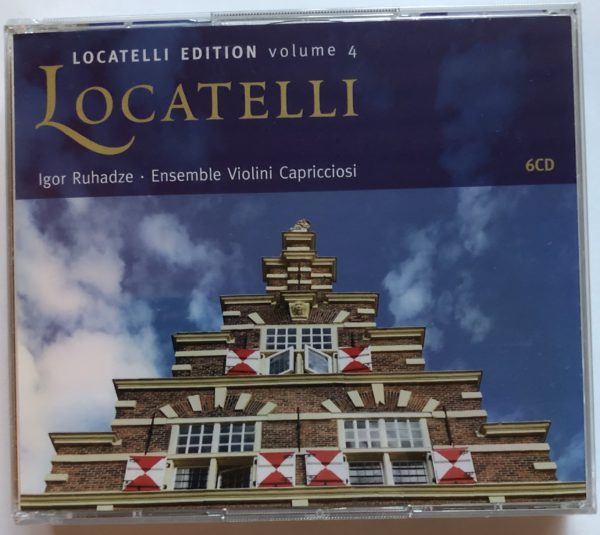 LOCATELLI EDITION volume 4
LOCATELLI
Igor Ruhadze · Ensemble Violini Capricciosi
6CD